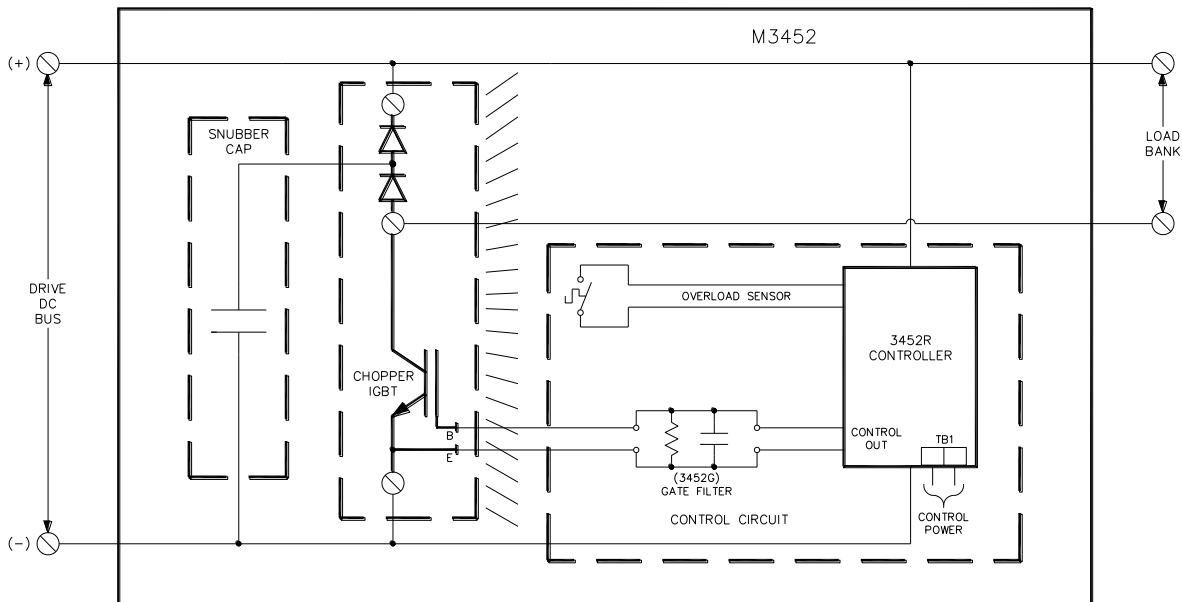 M3452
(+)
SNUBBER
CAP
LOAD
BANK
DRIVE
DC
BUS
OVERLOAD SENSOR
3452R
CONTROLLER
CHOPPER
IGBT
B
E
CONTROL
OUT
TB1
(3452G)
GATE FILTER
CONTROL CIRCUIT
CONTROL
POWER
(-)